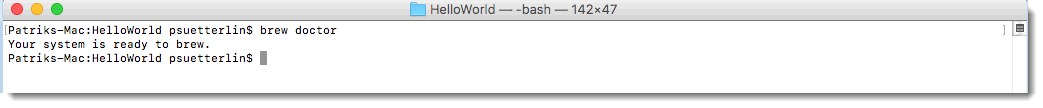 HelloWorld — -bash — 142×47
[Patriks-Mac:HelloWorld psuetterlin$ brew doctor ]
Your system is ready to brew.
Patriks-Mac:HelloWorld psuetterlin$